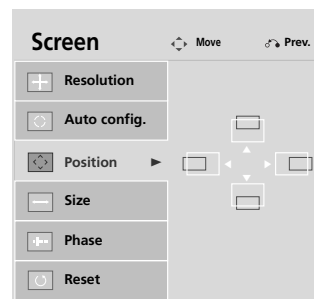 Screen
Move
Prev.
Resolution
Auto config.
Position
Size
Phase
Reset